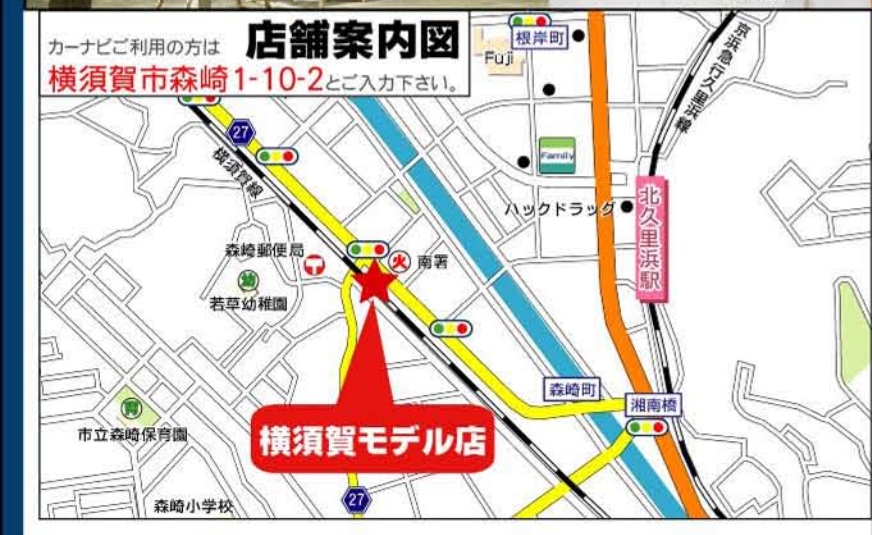 カーナビご利用の方は
店舗案内図
横須賀市森崎1-10-2とご入力下さい。
根岸町
Fuji
京浜急行久里浜線
27
横須賀線
Family
ハックドラッグ
北久里浜駅
森崎郵便局
火
南署
幼
若草幼稚園
森崎町
湘南橋
横須賀モデル店
市立森崎保育園
27
森崎小学校